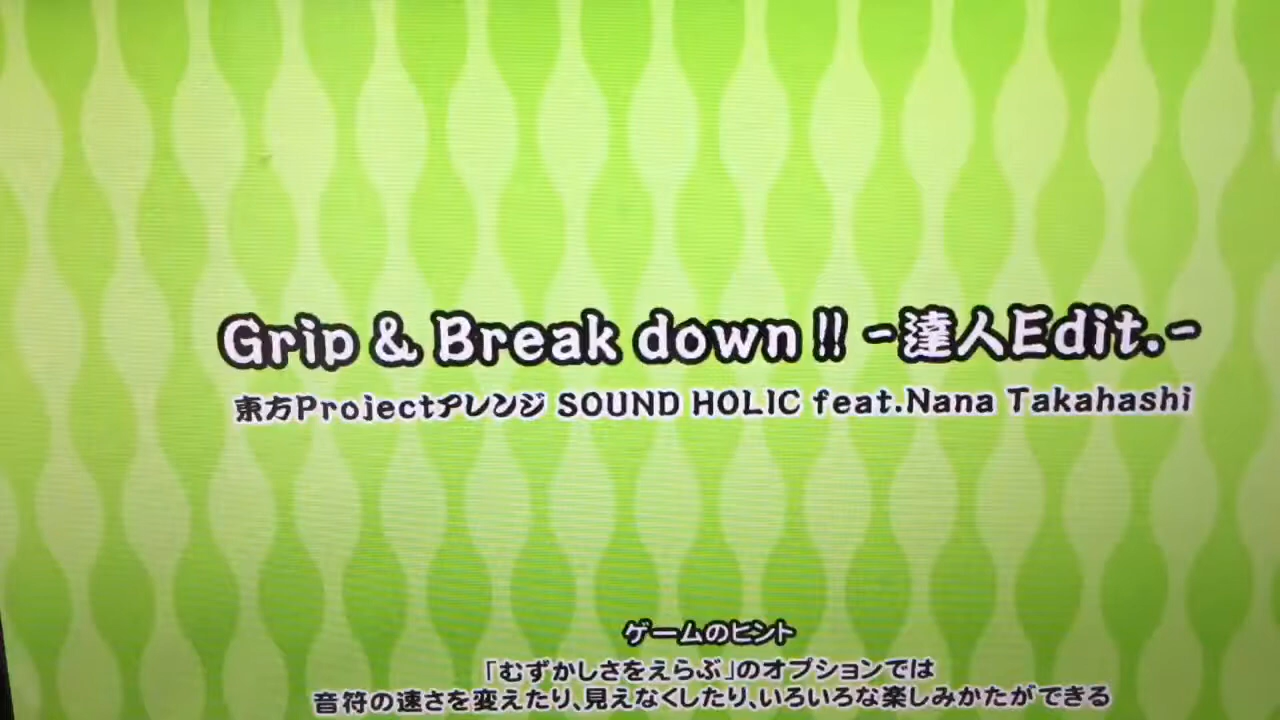 Grip & Break down !! -達人Edit.-
東方Projectアレンジ SOUND HOLIC feat.Nana Takahashi
ゲームのヒント
「むずかしさをえらぶ」のオプションでは
音符の速さを変えたり、見えなくしたり、いろいろな楽しみかたができる